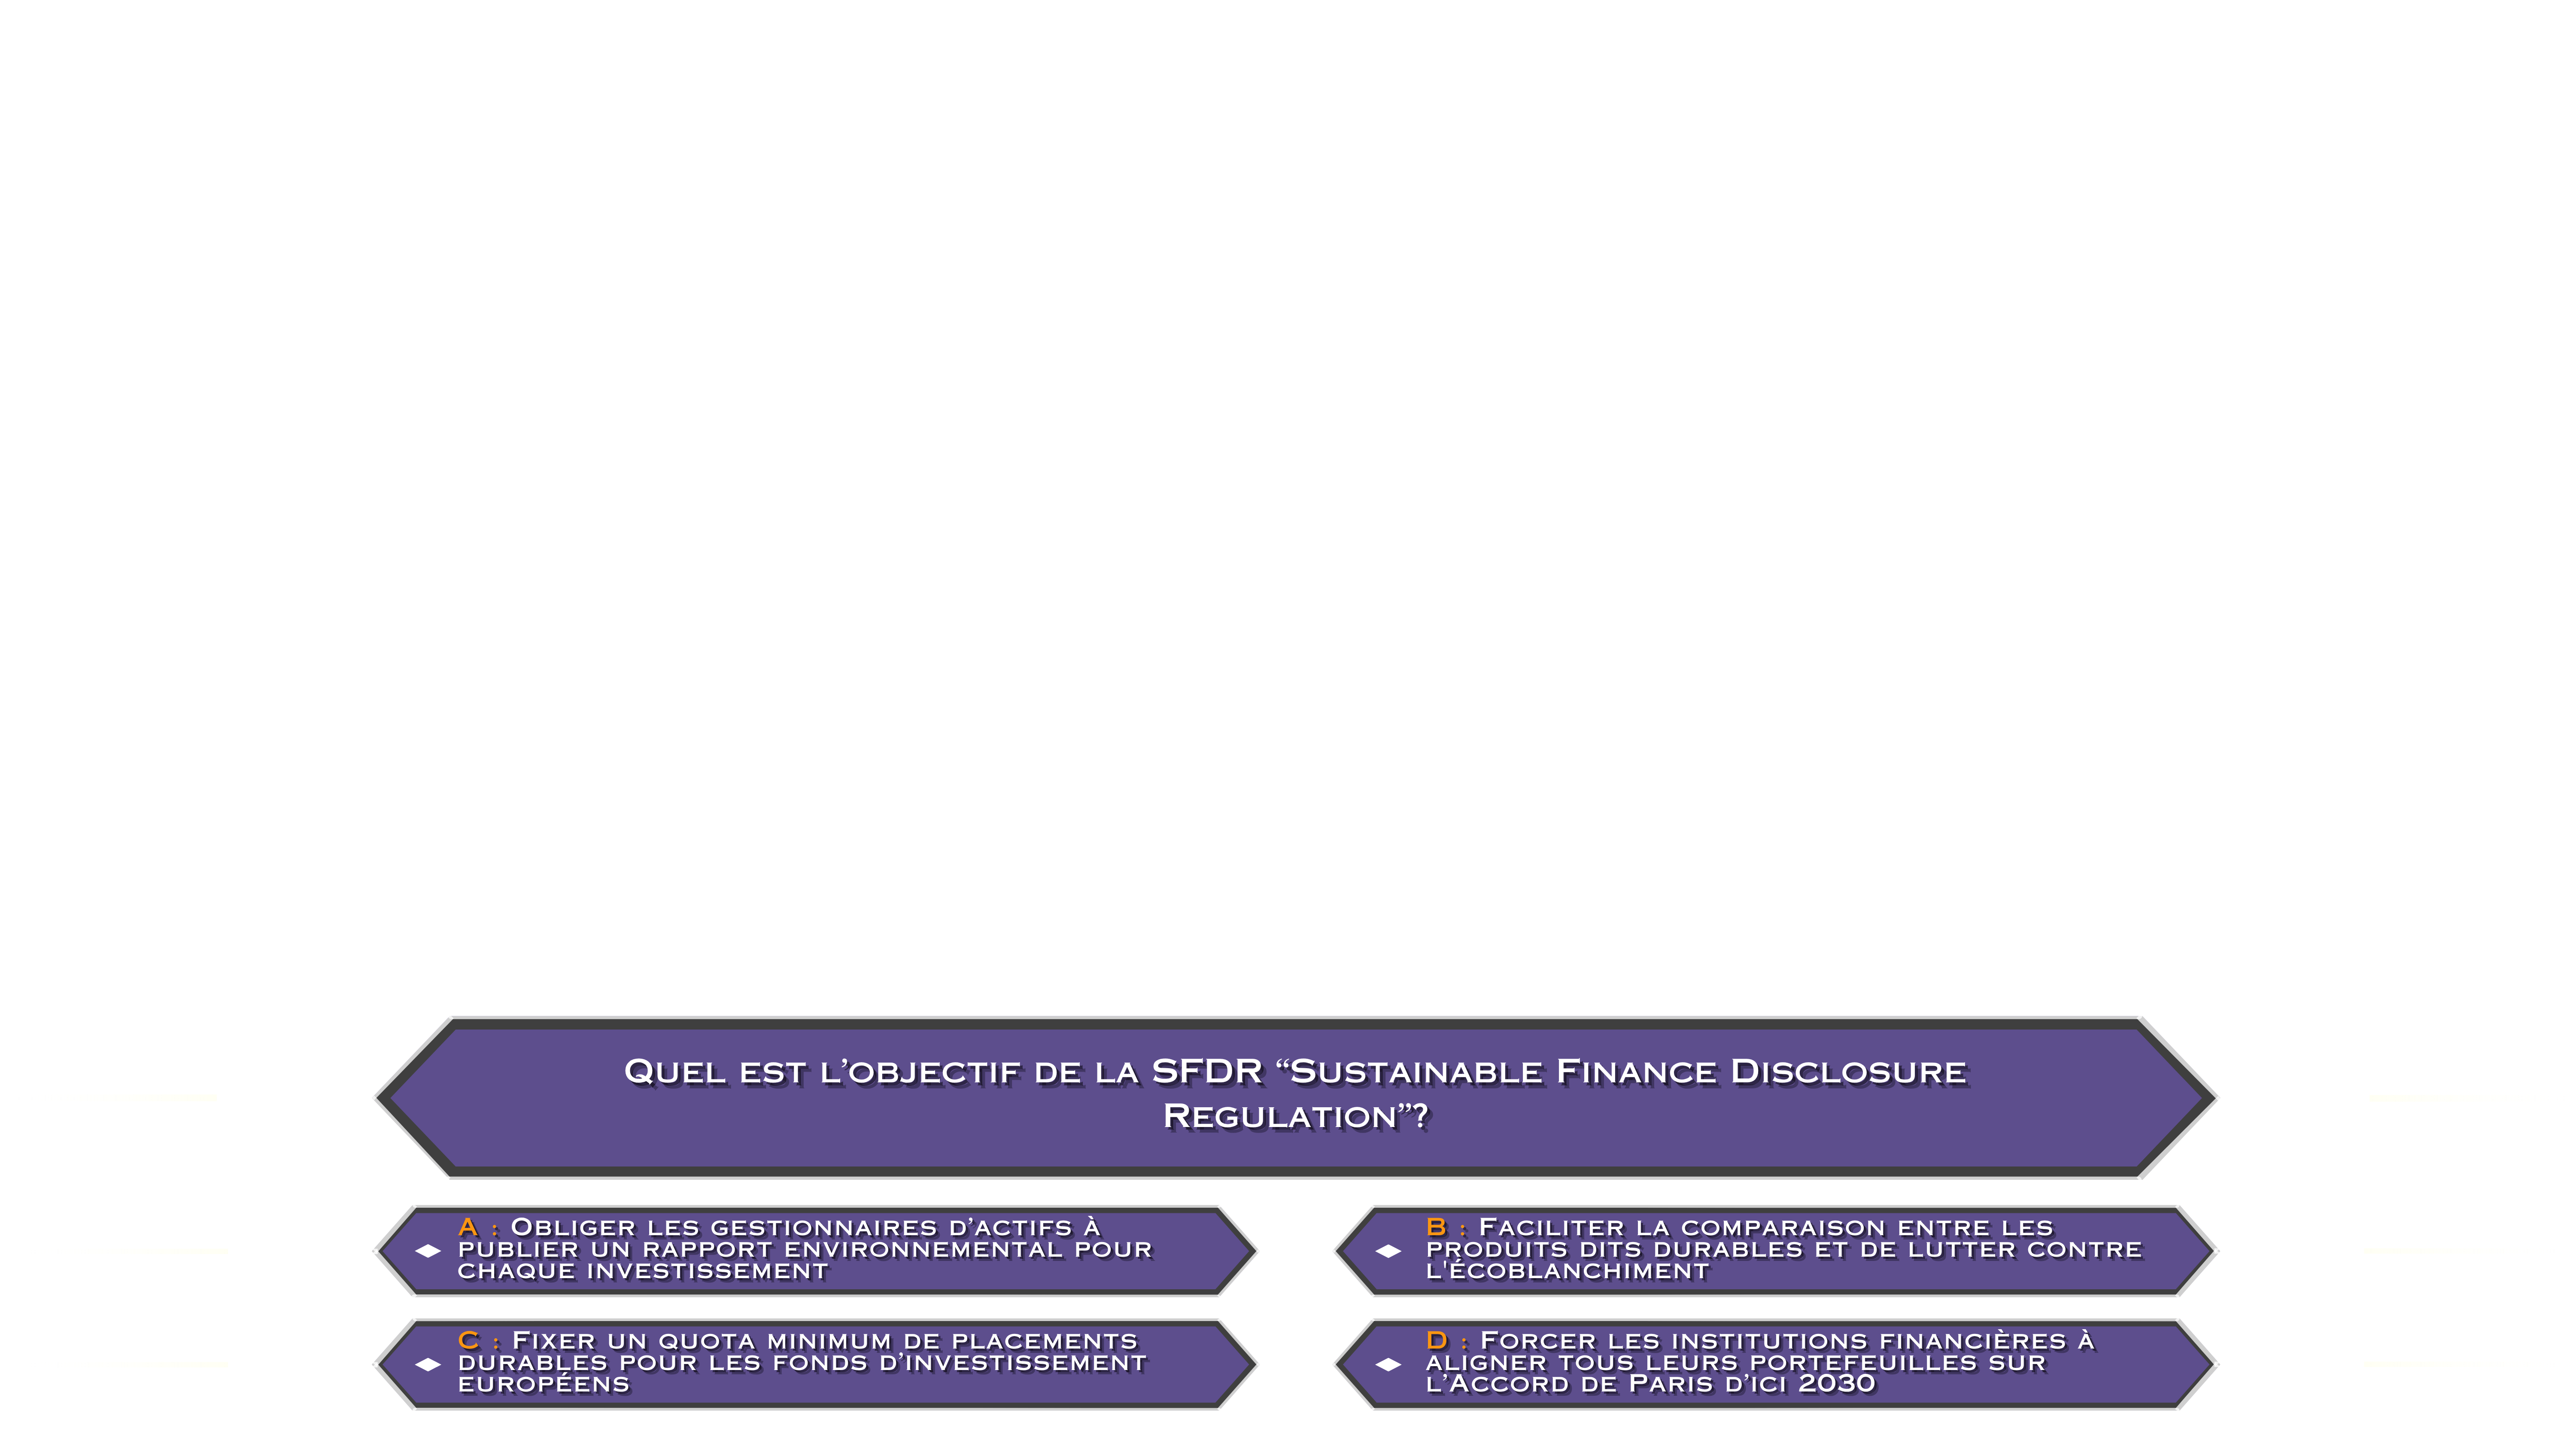 Quel est l’objectif de la SFDR “Sustainable Finance Disclosure
Regulation”?
A : Obliger les gestionnaires d’actifs à
publier un rapport environnemental pour
chaque investissement
B : Faciliter la comparaison entre les
produits dits durables et de lutter contre
l'écoblanchiment
C : Fixer un quota minimum de placements
durables pour les fonds d’investissement
européens
D : Forcer les institutions financières à
aligner tous leurs portefeuilles sur
l’Accord de Paris d’ici 2030